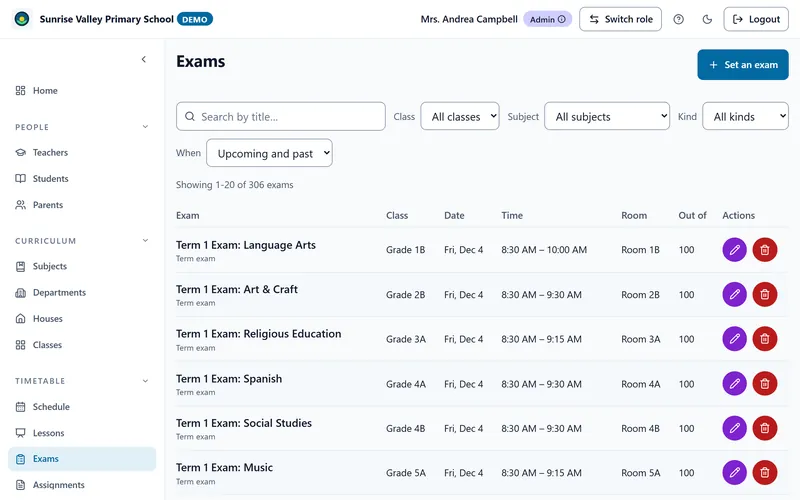 Sunrise Valley Primary School DEMO
Mrs. Andrea Campbell Admin Switch role Logout
Home
PEOPLE
Teachers
Students
Parents
CURRICULUM
Subjects
Departments
Houses
Classes
TIMETABLE
Schedule
Lessons
Exams
Assignments
Exams
Set an exam
Search by title... Class All classes Subject All subjects Kind All kinds
When Upcoming and past
Showing 1-20 of 306 exams
Exam Class Date Time Room Out of Actions
Term 1 Exam: Language Arts Grade 1B Fri, Dec 4 8:30 AM – 10:00 AM Room 1B 100
Term exam
Term 1 Exam: Art & Craft Grade 2B Fri, Dec 4 8:30 AM – 9:30 AM Room 2B 100
Term exam
Term 1 Exam: Religious Education Grade 3A Fri, Dec 4 8:30 AM – 9:15 AM Room 3A 100
Term exam
Term 1 Exam: Spanish Grade 4A Fri, Dec 4 8:30 AM – 9:30 AM Room 4A 100
Term exam
Term 1 Exam: Social Studies Grade 4B Fri, Dec 4 8:30 AM – 9:30 AM Room 4B 100
Term exam
Term 1 Exam: Music Grade 5A Fri, Dec 4 8:30 AM – 9:15 AM Room 5A 100
Term exam